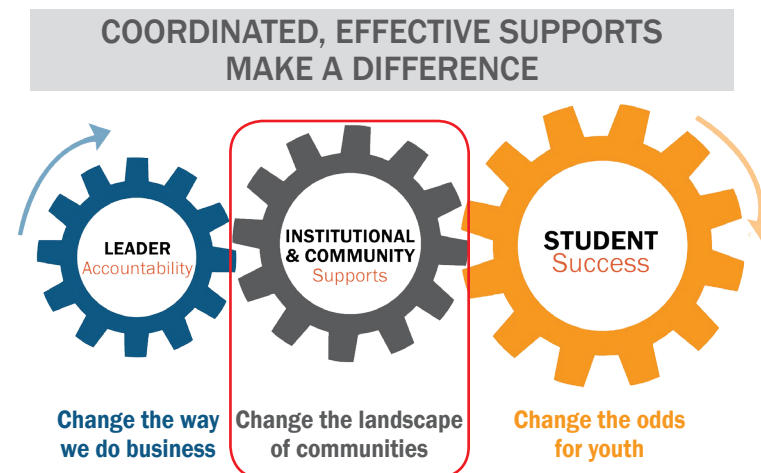 COORDINATED, EFFECTIVE SUPPORTS
MAKE A DIFFERENCE
LEADER
Accountability
INSTITUTIONAL
& COMMUNITY
Supports
STUDENT
Success
Change the way
we do business
Change the landscape
of communities
Change the odds
for youth